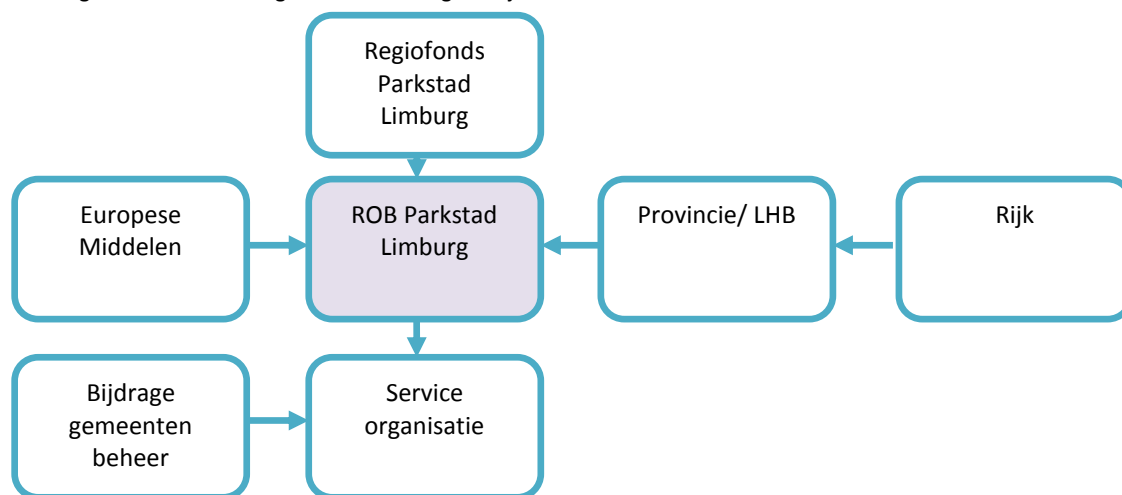 Regiofonds
Parkstad
Limburg
Europese
Middelen
ROB Parkstad
Limburg
Provincie/ LHB
Rijk
Bijdrage
gemeenten
beheer
Service
organisatie